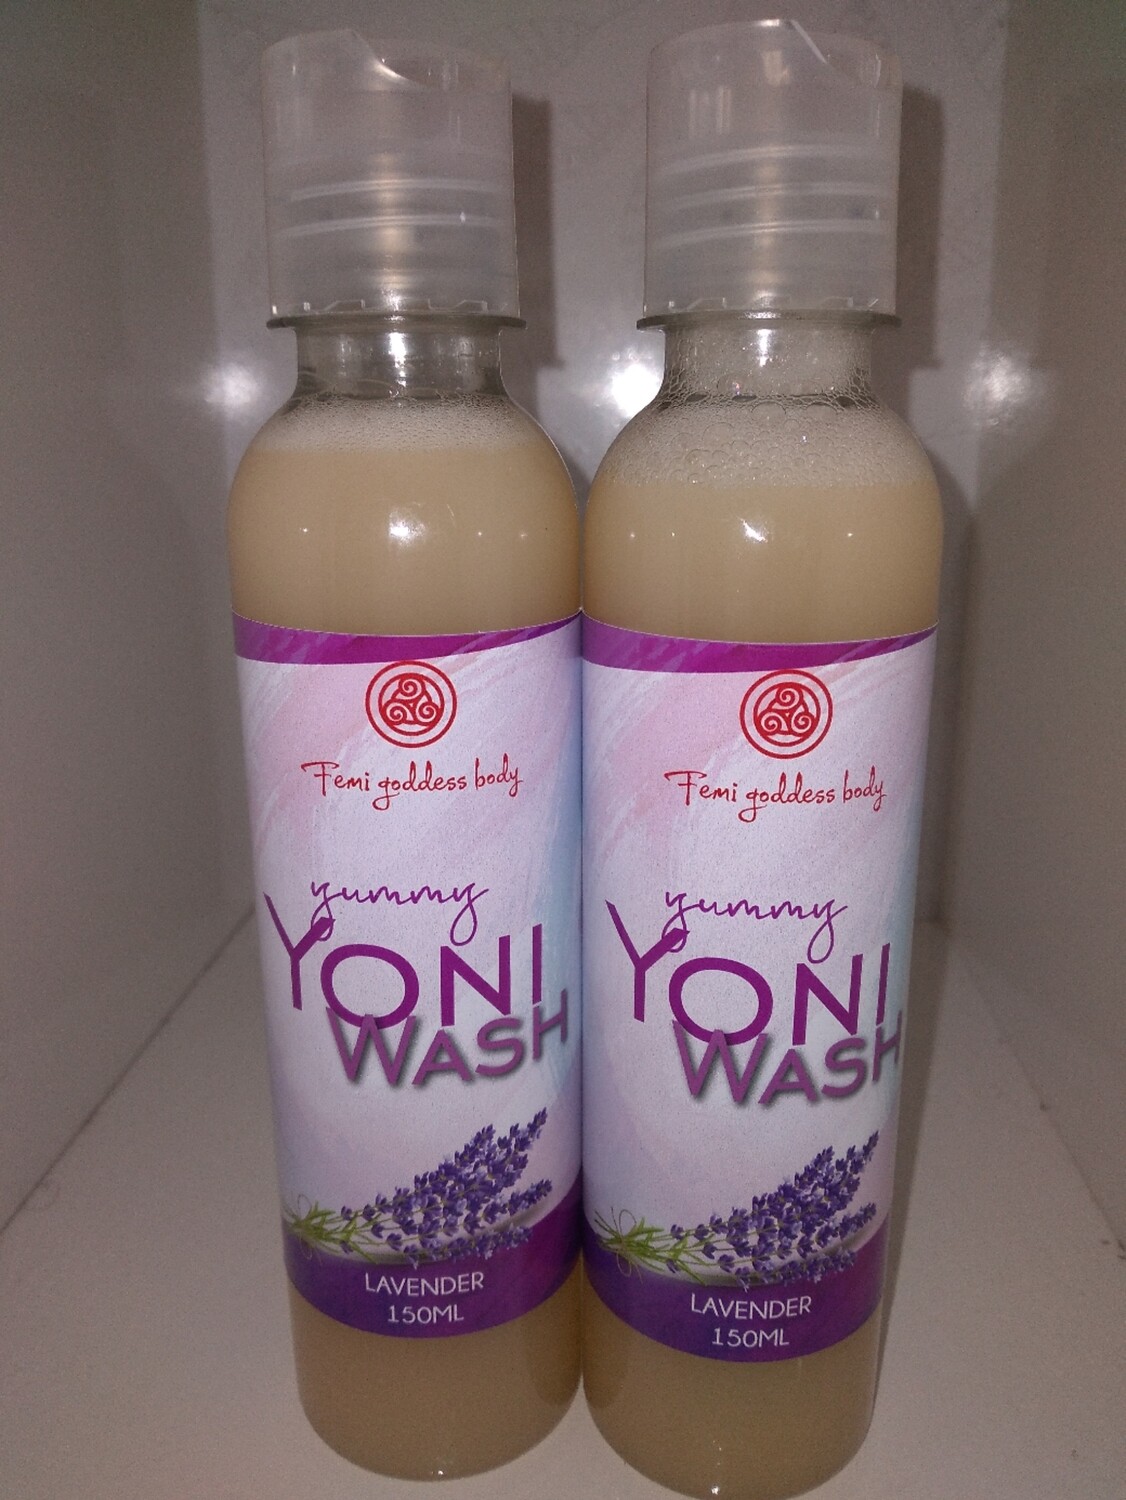 Femi goddess body
yummy
YONI
WASH
LAVENDER
150ML
Femi goddess body
yummy
YONI
WASH
LAVENDER
150ML